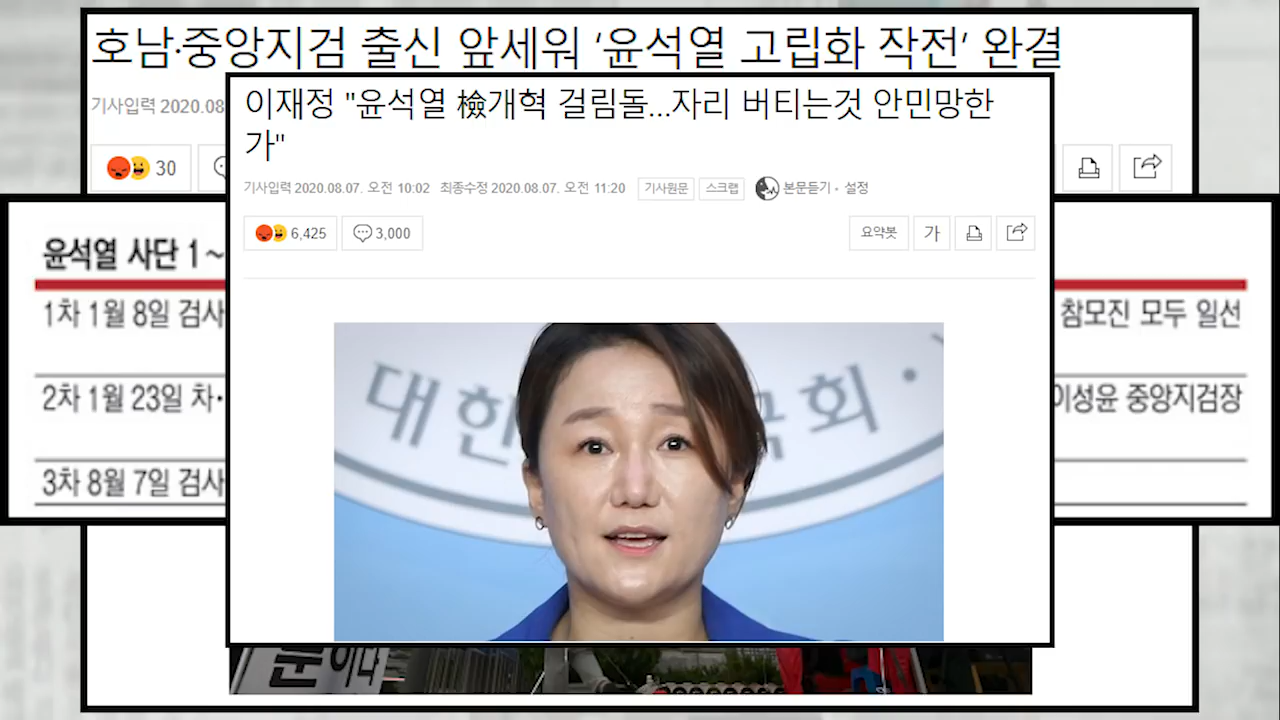 호남·중앙지검 출신 앞세워 ‘윤석열 고립화 작전’ 완결
기사입력 2020.08
30
이재정 "윤석열 檢개혁 걸림돌...자리 버티는것 안민망한
가"
기사입력 2020.08.07. 오전 10:02 최종수정 2020.08.07. 오전 11:20 기사원문 스크랩 본문듣기 · 설정
6,425 3,000 요약봇 가
윤석열 사단 1~
1차 1월 8일 검사 참모진 모두 일선
2차 1월 23일 차· 이성윤 중앙지검장
3차 8월 7일 검사
대한 국회
문이다